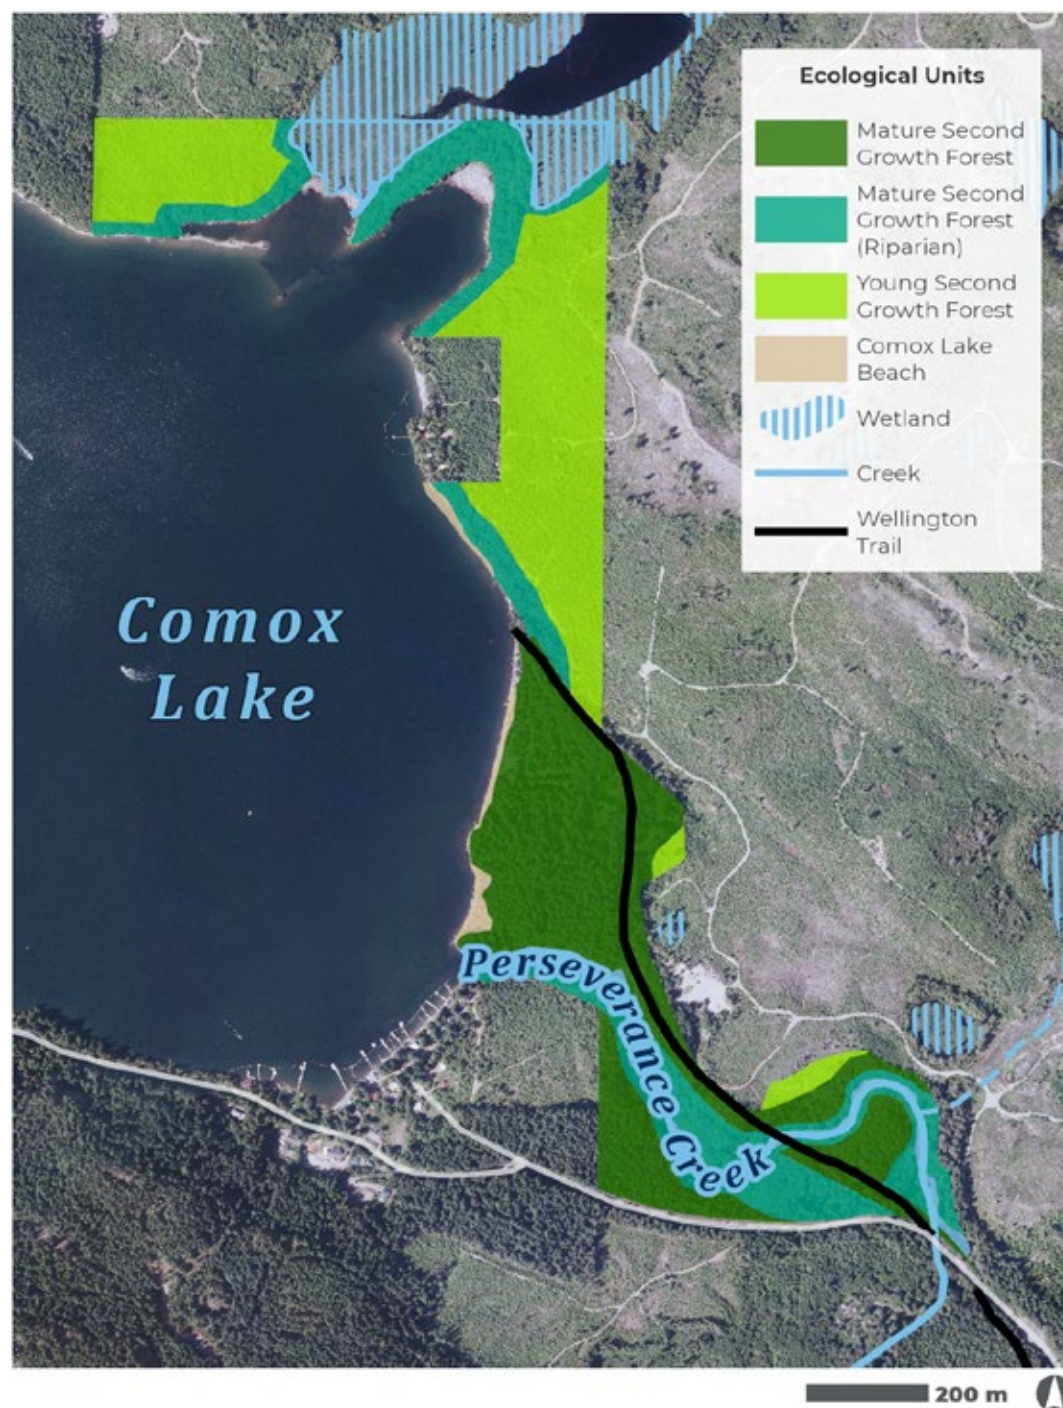 Ecological Units
Mature Second
Growth Forest
Mature Second
Growth Forest
(Riparian)
Young Second
Growth Forest
Comox Lake
Beach
Wetland
Creek
Wellington
Trail
Comox
Lake
Perseverance Creek
200 m